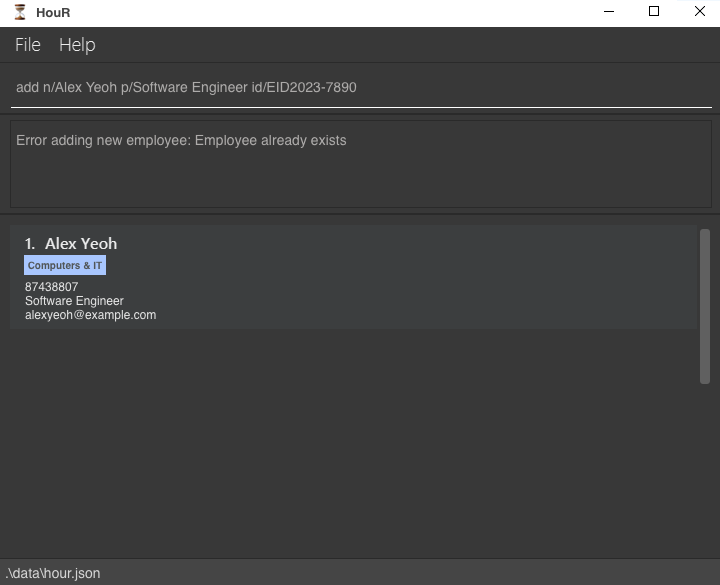 HouR
File Help
add n/Alex Yeoh p/Software Engineer id/EID2023-7890
Error adding new employee: Employee already exists
1. Alex Yeoh
Computers & IT
87438807
Software Engineer
alexyeoh@example.com
.\data\hour.json